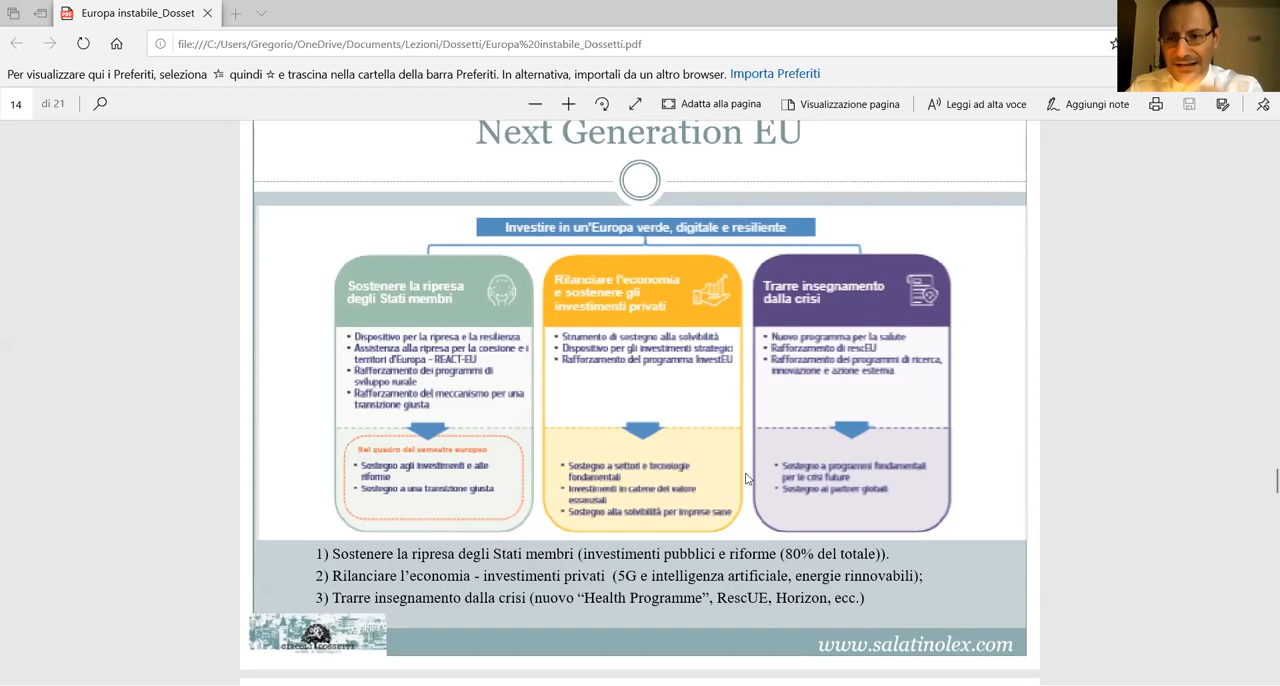 Europa instabile_Dosset
file:///C:/Users/Gregorio/OneDrive/Documents/Lezioni/Dossetti/Europa%20instabile_Dossetti.pdf
Per visualizzare qui i Preferiti, seleziona quindi e trascina nella cartella della barra Preferiti. In alternativa, importali da un altro browser. Importa Preferiti
14 di 21 Adatta alla pagina Visualizzazione pagina Leggi ad alta voce Aggiungi note
Next Generation EU
Investire in un'Europa verde, digitale e resiliente
Sostenere la ripresa
degli Stati membri
• Dispositivo per la ripresa e la resilienza
• Assistenza alla ripresa per la coesione e i
territori d'Europa - REACT-EU
• Rafforzamento dei programmi di
sviluppo rurale
• Rafforzamento del meccanismo per una
transizione giusta
Nel quadro del semestre europeo
• Sostegno agli investimenti e alle
riforme
• Sostegno a una transizione giusta
Rilanciare l'economia
e sostenere gli
investimenti privati
• Strumento di sostegno alla solvibilità
• Dispositivo per gli investimenti strategici
• Rafforzamento del programma InvestEU
• Sostegno a settori e tecnologie
fondamentali
• Investimenti in catene del valore
essenziali
• Sostegno alla solvibilità per imprese sane
Trarre insegnamento
dalla crisi
• Nuovo programma per la salute
• Rafforzamento di rescEU
• Rafforzamento dei programmi di ricerca,
innovazione e azione esterna
• Sostegno a programmi fondamentali
per le crisi future
• Sostegno ai partner globali
1) Sostenere la ripresa degli Stati membri (investimenti pubblici e riforme (80% del totale)).
2) Rilanciare l'economia - investimenti privati (5G e intelligenza artificiale, energie rinnovabili);
3) Trarre insegnamento dalla crisi (nuovo “Health Programme”, RescUE, Horizon, ecc.)
CIRCOLI DOSSETTI
www.salatinolex.com